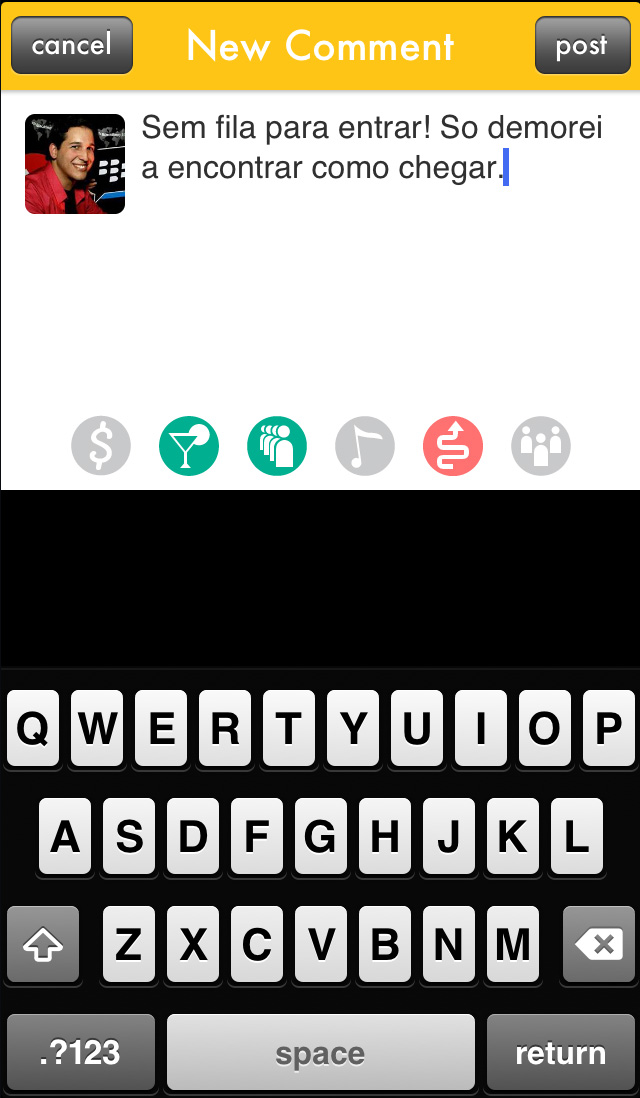 cancel New Comment post
Sem fila para entrar! So demorei
a encontrar como chegar.
$
Q W E R T Y U I O P
A S D F G H J K L
Z X C V B N M
.?123 space return